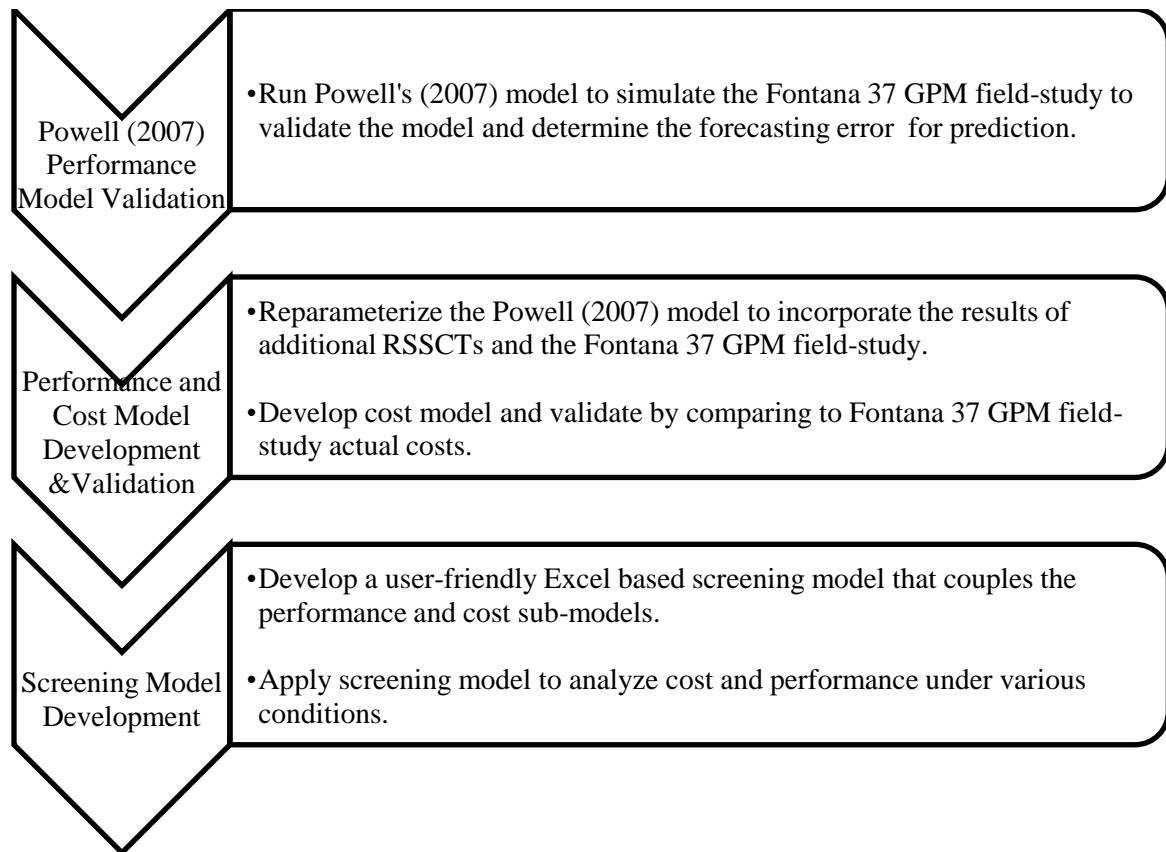 Powell (2007)
Performance
Model Validation
•Run Powell's (2007) model to simulate the Fontana 37 GPM field-study to
validate the model and determine the forecasting error for prediction.
Performance and
Cost Model
Development
&Validation
•Reparameterize the Powell (2007) model to incorporate the results of
additional RSSCTs and the Fontana 37 GPM field-study.
•Develop cost model and validate by comparing to Fontana 37 GPM field-
study actual costs.
Screening Model
Development
•Develop a user-friendly Excel based screening model that couples the
performance and cost sub-models.
•Apply screening model to analyze cost and performance under various
conditions.